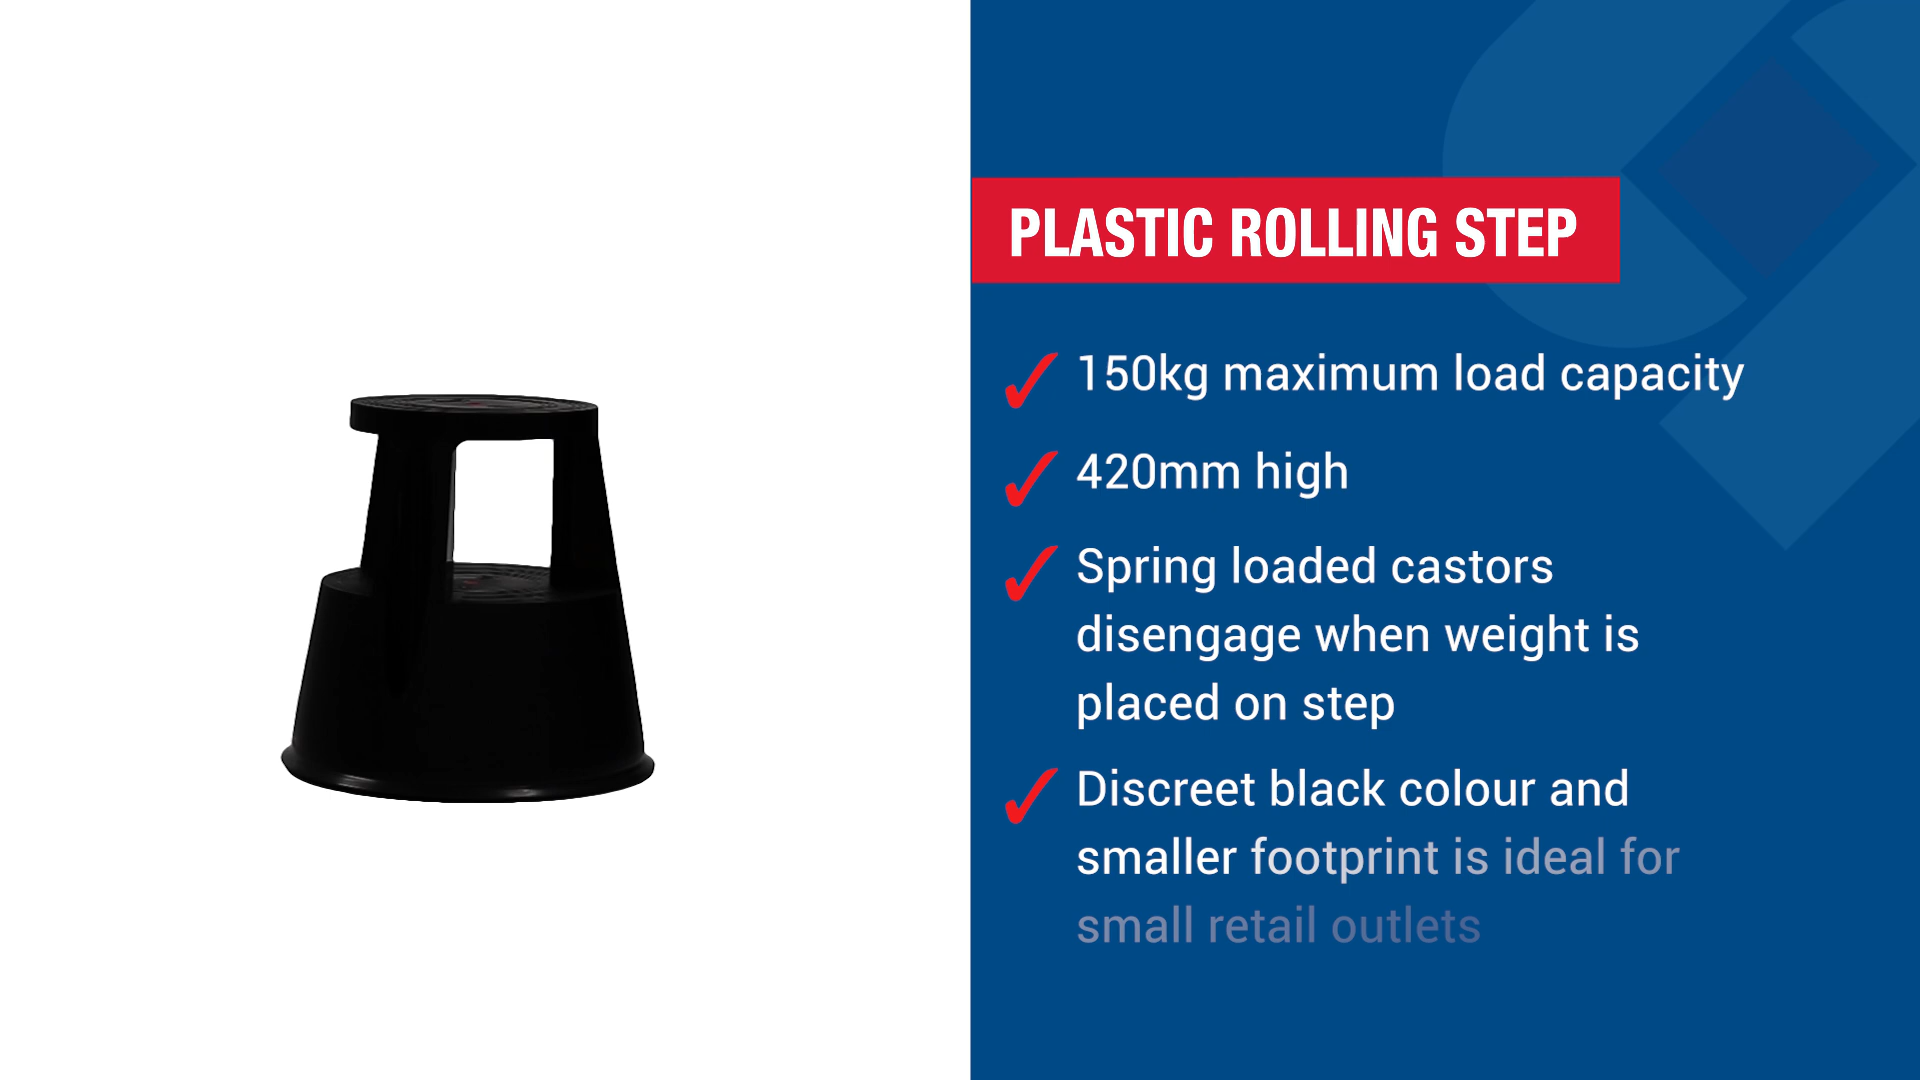 PLASTIC ROLLING STEP
150kg maximum load capacity
420mm high
Spring loaded castors
disengage when weight is
placed on step
Discreet black colour and
smaller footprint is ideal for
small retail outlets